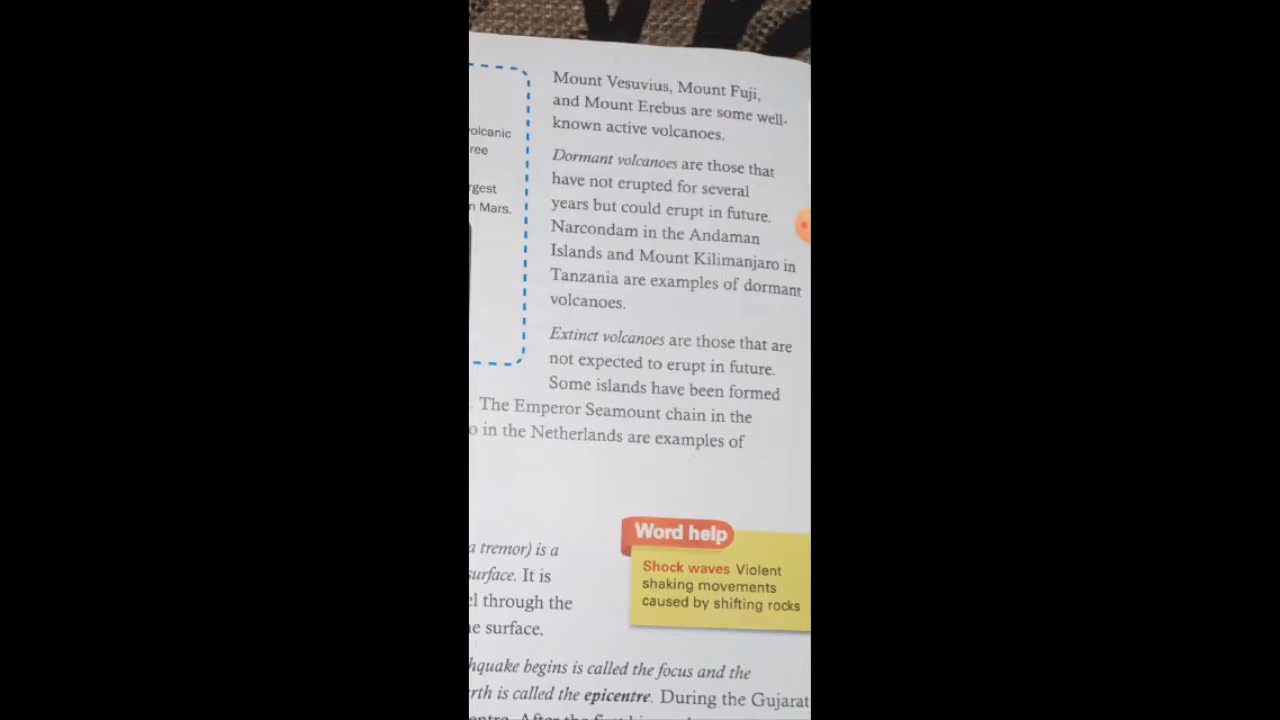 Mount Vesuvius, Mount Fuji,
and Mount Erebus are some well-
known active volcanoes.
Dormant volcanoes are those that
have not erupted for several
years but could erupt in future.
Narcondam in the Andaman
Islands and Mount Kilimanjaro in
Tanzania are examples of dormant
volcanoes.
Extinct volcanoes are those that are
not expected to erupt in future.
Some islands have been formed
. The Emperor Seamount chain in the
o in the Netherlands are examples of
olcanic
ree
rgest
n Mars.
Word help
Shock waves Violent
shaking movements
caused by shifting rocks
a tremor) is a
surface. It is
el through the
e surface.
hquake begins is called the focus and the
rth is called the epicentre. During the Gujarat